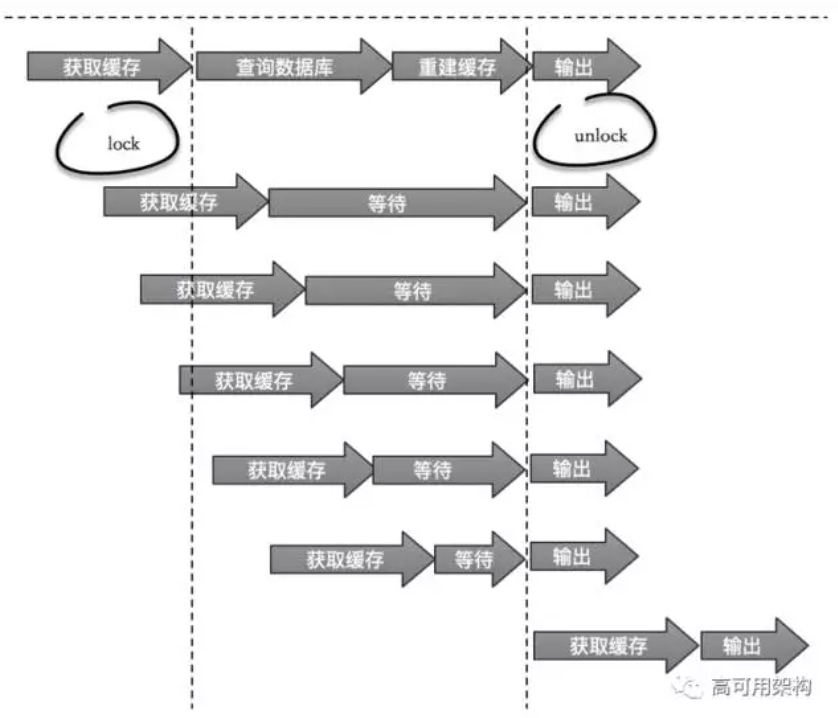 获取缓存 查询数据库 重建缓存 输出
lock unlock
获取缓存 等待 输出
获取缓存 等待 输出
获取缓存 等待 输出
获取缓存 等待 输出
获取缓存 等待 输出
获取缓存 输出
高可用架构